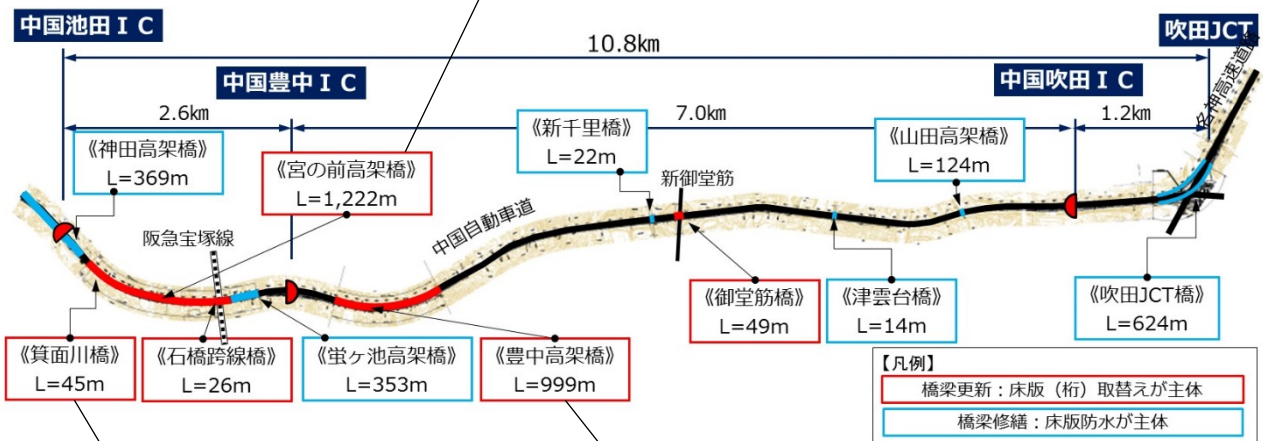 中国池田ＩＣ
吹田JCT
10.8km
中国豊中ＩＣ
中国吹田ＩＣ
名神高速道路
2.6km
7.0km
1.2km
《神田高架橋》
L=369m
《宮の前高架橋》
L=1,222m
《新千里橋》
L=22m
新御堂筋
《山田高架橋》
L=124m
阪急宝塚線
中国自動車道
《箕面川橋》
L=45m
《石橋跨線橋》
L=26m
《蛍ヶ池高架橋》
L=353m
《豊中高架橋》
L=999m
《御堂筋橋》
L=49m
《津雲台橋》
L=14m
《吹田JCT橋》
L=624m
【凡例】
橋梁更新：床版（桁）取替えが主体
橋梁修繕：床版防水が主体